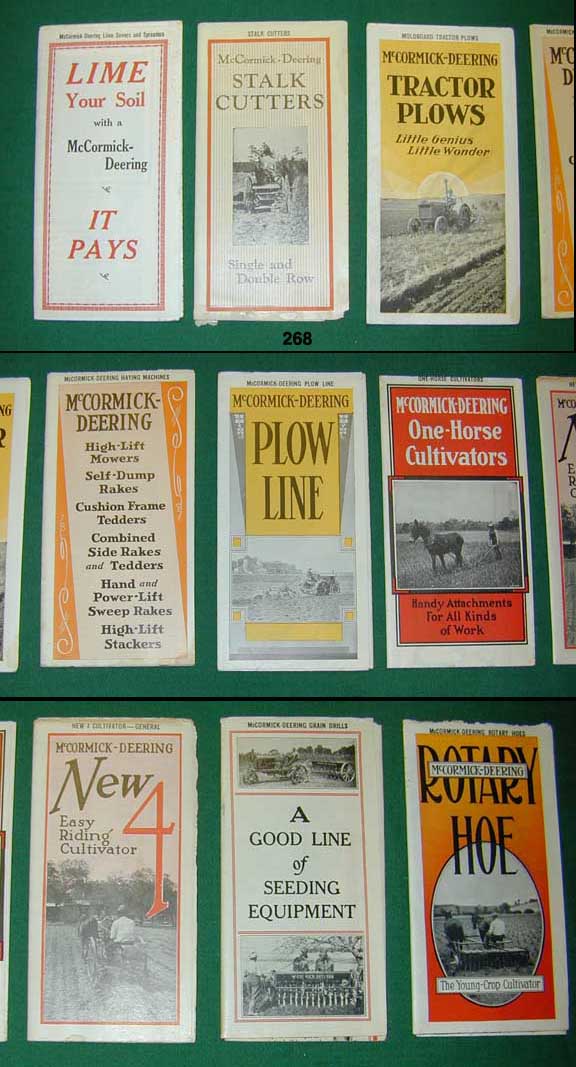 McCormick-Deering Lime Sowers and Spreaders
LIME
Your Soil
with a
McCormick-
Deering
IT
PAYS
STALK CUTTERS
McCormick-Deering
STALK
CUTTERS
Single and
Double Row
MOLDBOARD TRACTOR PLOWS
McCORMICK-DEERING
TRACTOR
PLOWS
Little Genius
Little Wonder
268
McCORMICK-DEERING HAYING MACHINES
McCORMICK-
DEERING
High-Lift
Mowers
Self-Dump
Rakes
Cushion Frame
Tedders
Combined
Side Rakes
and Tedders
Hand and
Power-Lift
Sweep Rakes
High-Lift
Stackers
McCORMICK-DEERING PLOW LINE
McCORMICK-DEERING
PLOW
LINE
ONE-HORSE CULTIVATORS
McCORMICK-DEERING
One-Horse
Cultivators
Handy Attachments
For All Kinds
of Work
NEW 4 CULTIVATOR—GENERAL
McCORMICK-DEERING
New 4
Easy
Riding
Cultivator
McCORMICK-DEERING GRAIN DRILLS
A
GOOD LINE
of
SEEDING
EQUIPMENT
McCORMICK-DEERING ROTARY HOES
ROTARY
McCORMICK-DEERING
HOE
The Young-Crop Cultivator